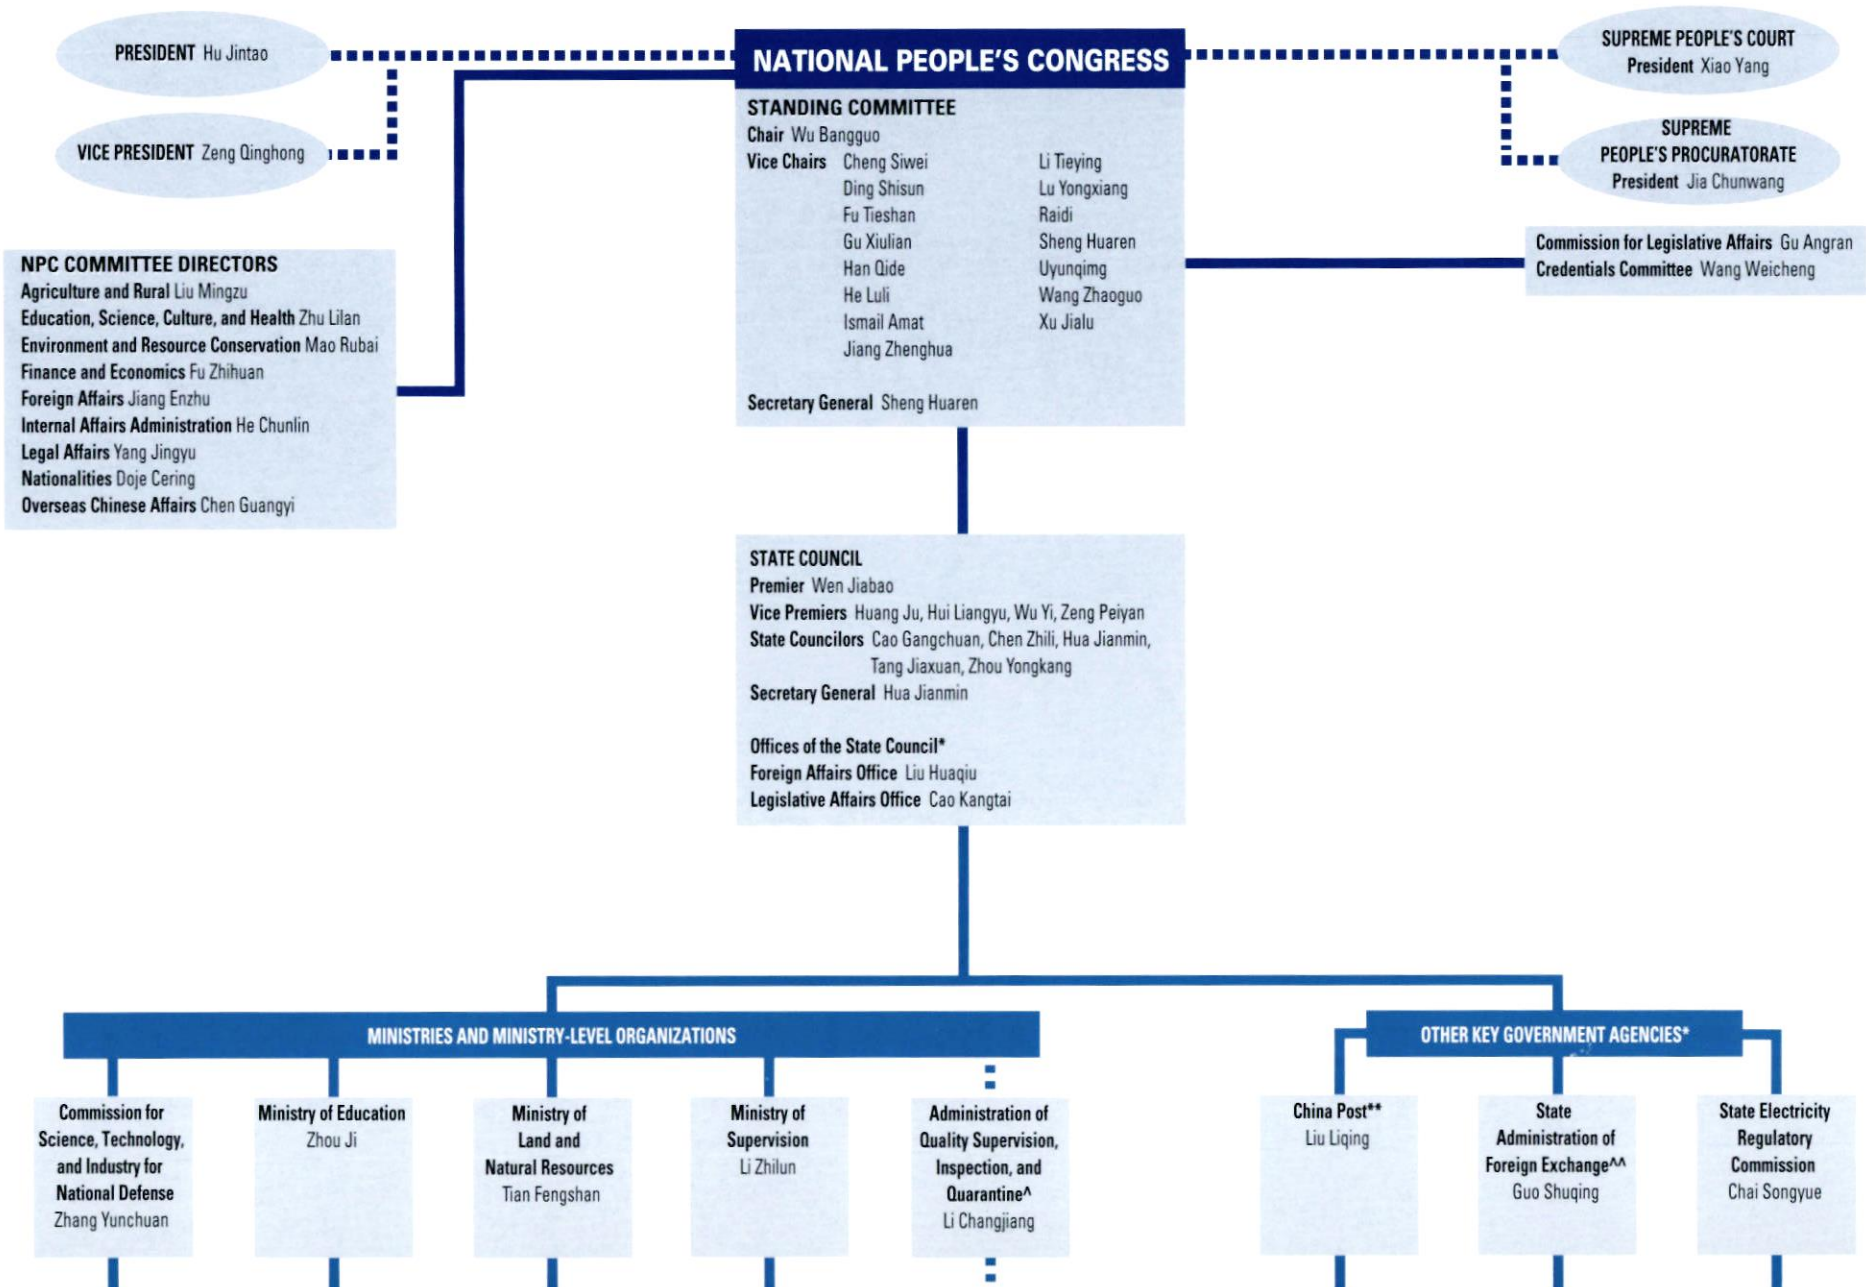 PRESIDENT Hu Jintao
VICE PRESIDENT Zeng Qinghong
NATIONAL PEOPLE'S CONGRESS
STANDING COMMITTEE
Chair Wu Bangguo
Vice Chairs Cheng Siwei Li Tieying
Ding Shisun Lu Yongxiang
Fu Tieshan Raidi
Gu Xiulian Sheng Huaren
Han Qide Uyunqimg
He Luli Wang Zhaoguo
Ismail Amat Xu Jialu
Jiang Zhenghua
Secretary General Sheng Huaren
SUPREME PEOPLE'S COURT
President Xiao Yang
SUPREME
PEOPLE'S PROCURATORATE
President Jia Chunwang
Commission for Legislative Affairs Gu Angran
Credentials Committee Wang Weicheng
NPC COMMITTEE DIRECTORS
Agriculture and Rural Liu Mingzu
Education, Science, Culture, and Health Zhu Lilan
Environment and Resource Conservation Mao Rubai
Finance and Economics Fu Zhihuan
Foreign Affairs Jiang Enzhu
Internal Affairs Administration He Chunlin
Legal Affairs Yang Jingyu
Nationalities Doje Cering
Overseas Chinese Affairs Chen Guangyi
STATE COUNCIL
Premier Wen Jiabao
Vice Premiers Huang Ju, Hui Liangyu, Wu Yi, Zeng Peiyan
State Councilors Cao Gangchuan, Chen Zhili, Hua Jianmin,
Tang Jiaxuan, Zhou Yongkang
Secretary General Hua Jianmin
Offices of the State Council*
Foreign Affairs Office Liu Huaqiu
Legislative Affairs Office Cao Kangtai
MINISTRIES AND MINISTRY-LEVEL ORGANIZATIONS
Commission for
Science, Technology,
and Industry for
National Defense
Zhang Yunchuan
Ministry of Education
Zhou Ji
Ministry of
Land and
Natural Resources
Tian Fengshan
Ministry of
Supervision
Li Zhilun
Administration of
Quality Supervision,
Inspection, and
Quarantine^
Li Changjiang
OTHER KEY GOVERNMENT AGENCIES*
China Post**
Liu Liqing
State
Administration of
Foreign Exchange^^
Guo Shuqing
State Electricity
Regulatory
Commission
Chai Songyue